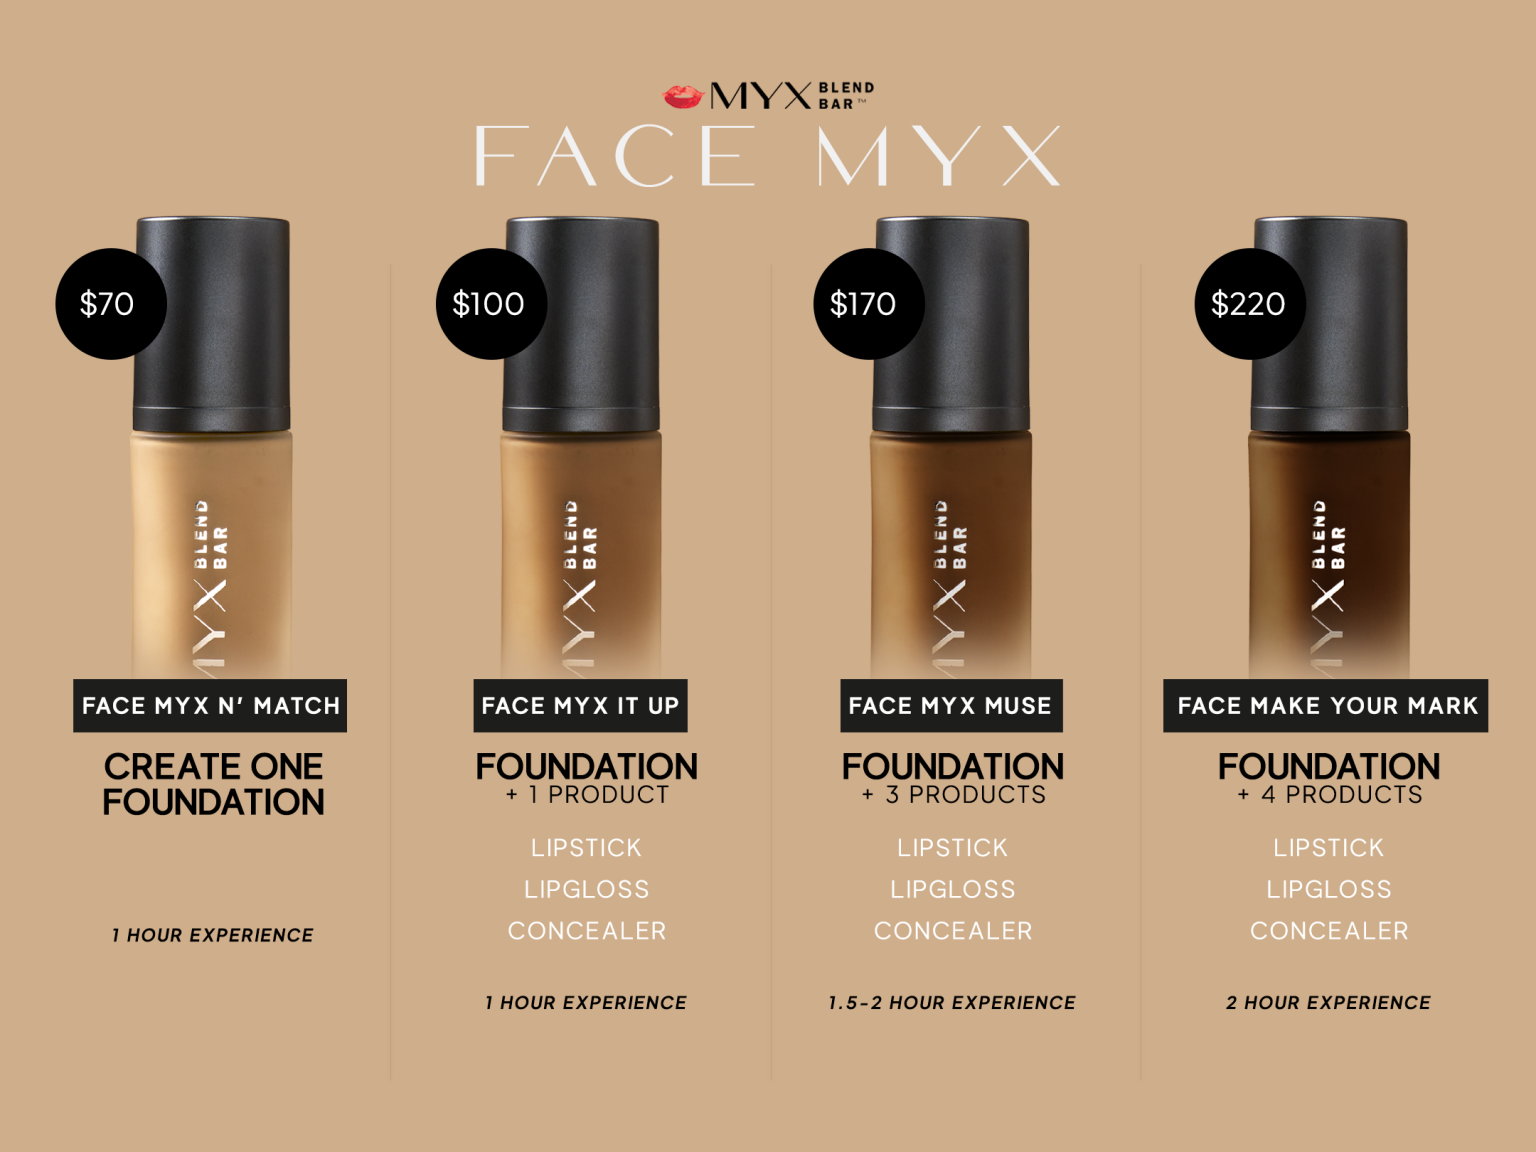 MYX BLEND
BAR™
FACE MYX
$70
BLEND
BAR
MYX
FACE MYX N' MATCH
CREATE ONE
FOUNDATION
1 HOUR EXPERIENCE
$100
BLEND
BAR
MYX
FACE MYX IT UP
FOUNDATION
+ 1 PRODUCT
LIPSTICK
LIPGLOSS
CONCEALER
1 HOUR EXPERIENCE
$170
BLEND
BAR
MYX
FACE MYX MUSE
FOUNDATION
+ 3 PRODUCTS
LIPSTICK
LIPGLOSS
CONCEALER
1.5-2 HOUR EXPERIENCE
$220
BLEND
BAR
MYX
FACE MAKE YOUR MARK
FOUNDATION
+ 4 PRODUCTS
LIPSTICK
LIPGLOSS
CONCEALER
2 HOUR EXPERIENCE